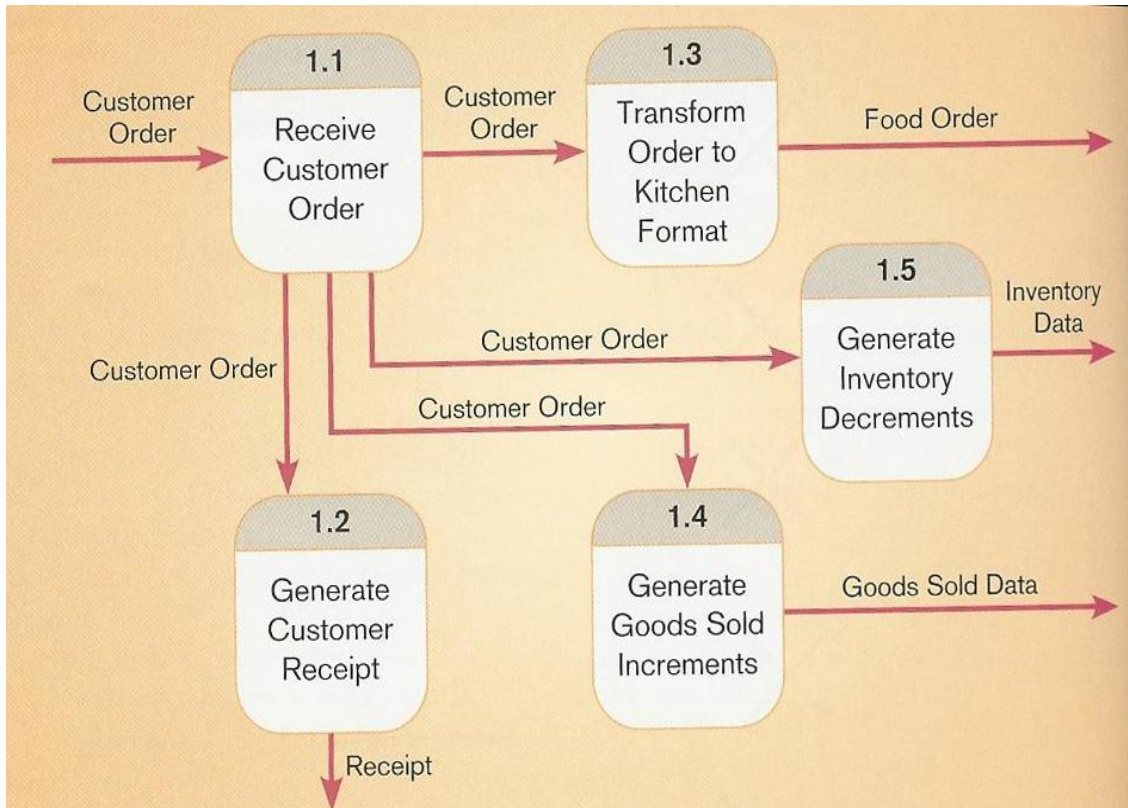 1.1
Receive
Customer
Order
1.3
Transform
Order to
Kitchen
Format
Customer
Order
Customer
Order
Food Order
1.5
Generate
Inventory
Decrements
Inventory
Data
Customer Order
Customer Order
Customer Order
1.2
Generate
Customer
Receipt
1.4
Generate
Goods Sold
Increments
Goods Sold Data
Receipt